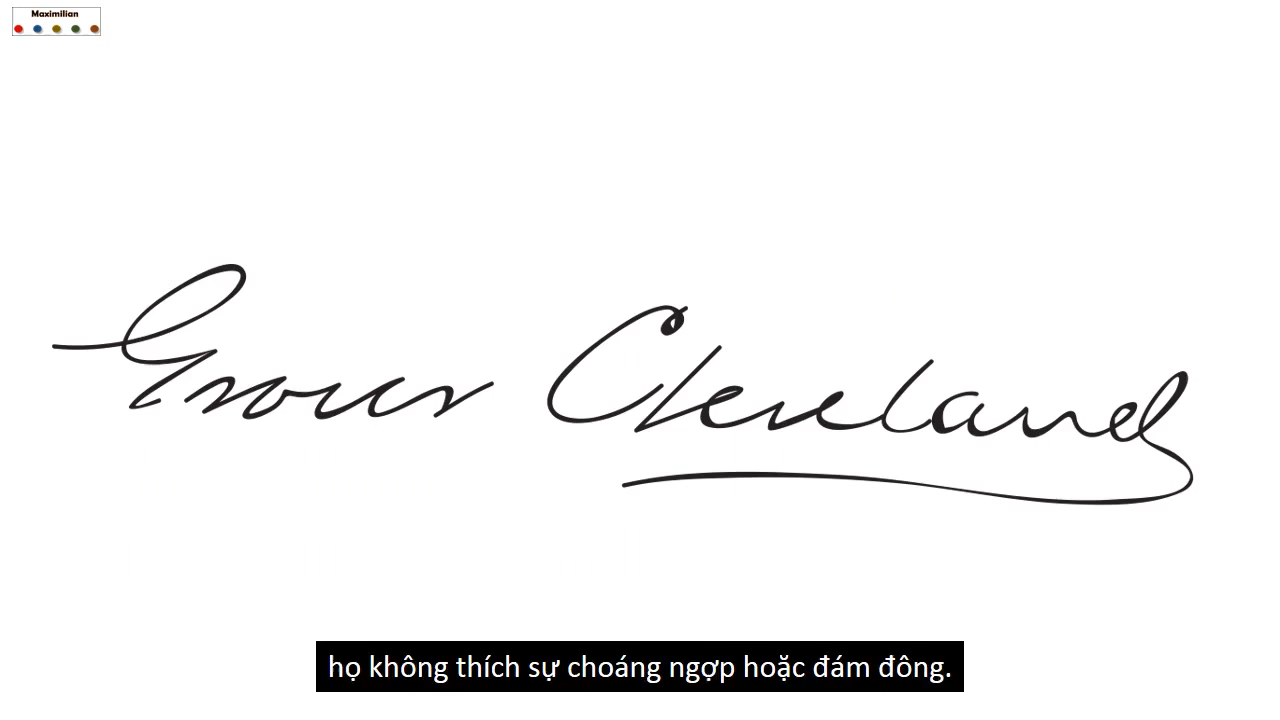 Maximilian
Grover Cleveland
họ không thích sự choáng ngợp hoặc đám đông.